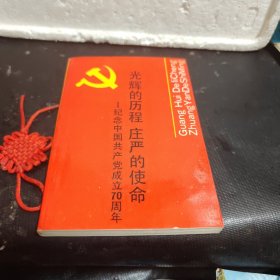 光辉的历程 庄严的使命
-纪念中国共产党成立70周年
Guang Hui De LiCheng
Zhuang Yan De ShiMing